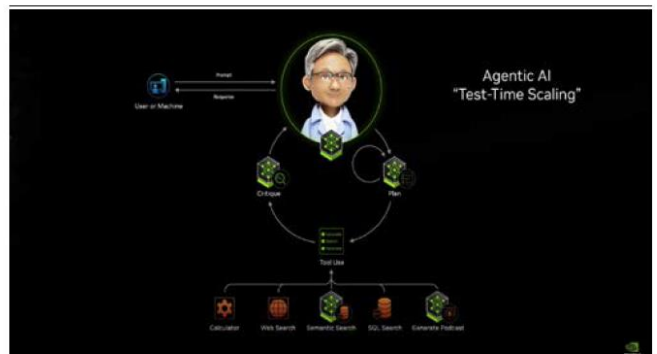 Agentic AI
"Test-Time Scaling"
Prompt
Response
User or Machine
Critique
Plan
Tool Use
Calculator
Web Search
Semantic Search
SQL Search
Generate Podcast